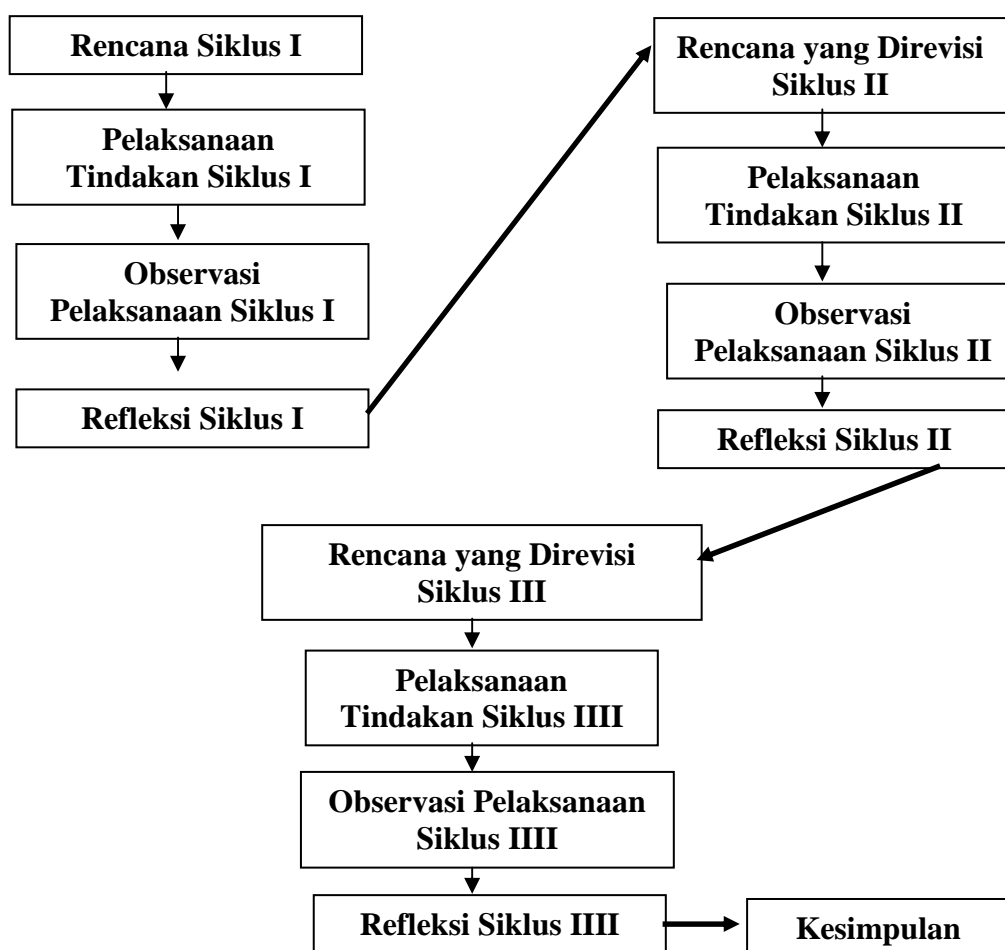 Rencana Siklus I
Pelaksanaan
Tindakan Siklus I
Observasi
Pelaksanaan Siklus I
Refleksi Siklus I
Rencana yang Direvisi
Siklus II
Pelaksanaan
Tindakan Siklus II
Observasi
Pelaksanaan Siklus II
Refleksi Siklus II
Rencana yang Direvisi
Siklus III
Pelaksanaan
Tindakan Siklus IIII
Observasi Pelaksanaan
Siklus IIII
Refleksi Siklus IIII
Kesimpulan